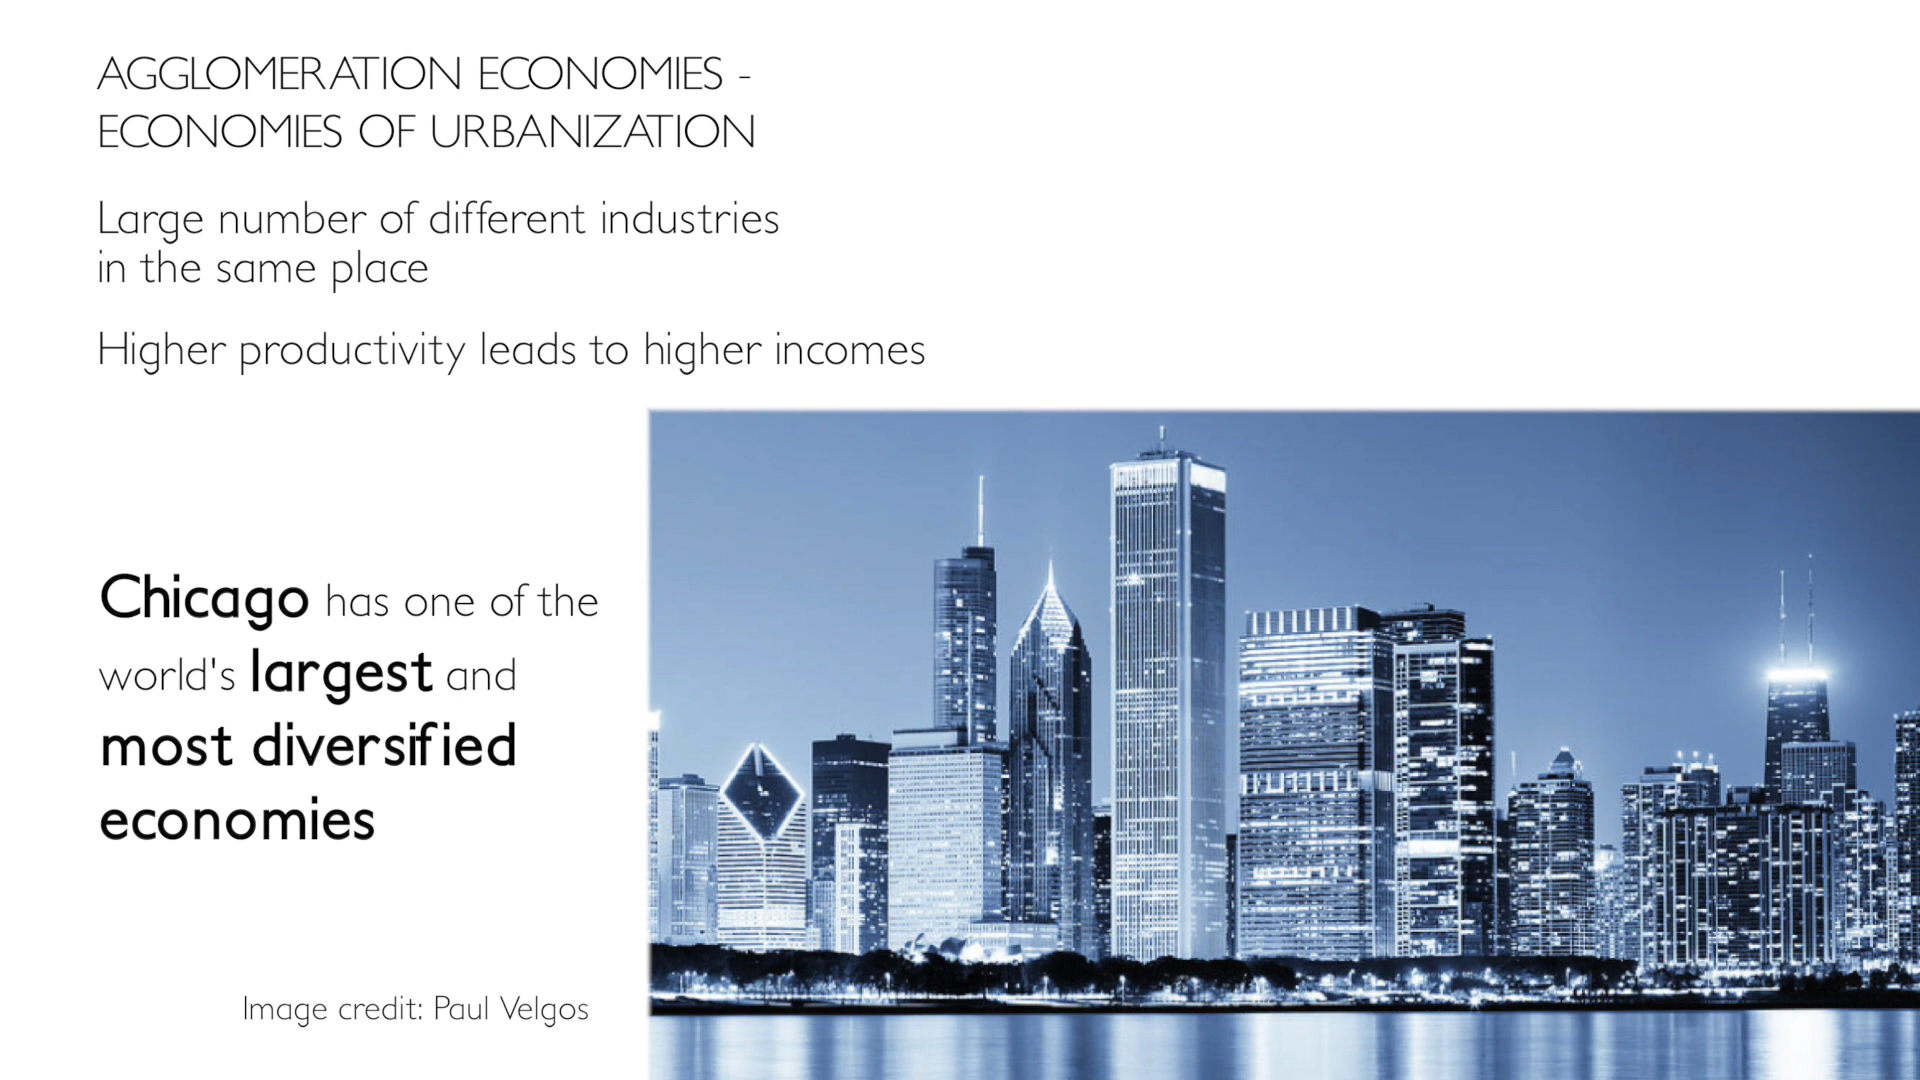 AGGLOMERATION ECONOMIES -
ECONOMIES OF URBANIZATION
Large number of different industries
in the same place
Higher productivity leads to higher incomes
Chicago has one of the
world's largest and
most diversified
economies
Image credit: Paul Velgos